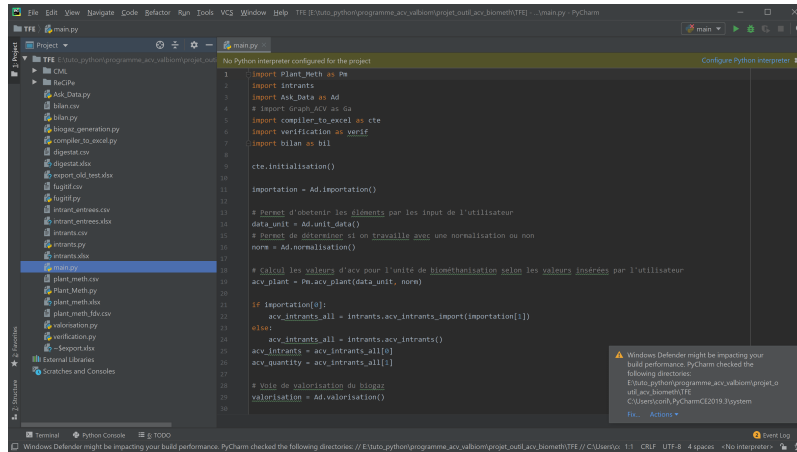 File Edit View Navigate Code Refactor Run Tools VCS Window Help TFE [E:\tuto_python\programme_acv_valbiom\projet_outil_acv_biometh\TFE] - ...\main.py - PyCharm
TFE main.py
main
Project
main.py
1: Project
TFE E:\tuto_python\programme_acv_valbiom\projet_out
CML
ReCiPe
Ask_Data.py
bilan.csv
bilan.py
biogaz_generation.py
compiler_to_excel.py
digestat.csv
digestat.xlsx
export_old_test.xlsx
fugitif.csv
fugitif.py
intrant_entrees.csv
intrant_entrees.xlsx
intrants.csv
intrants.py
intrants.xlsx
main.py
plant_meth.csv
Plant_Meth.py
plant_meth.xlsx
plant_meth_fdv.csv
valorisation.py
verification.py
~$export.xlsx
External Libraries
Scratches and Consoles
2: Favorites
Z: Structure
No Python interpreter configured for the project
Configure Python interpreter
1 import Plant_Meth as Pm
2 import intrants
3 import Ask_Data as Ad
4 # import Graph_ACV as Ga
5 import compiler_to_excel as cte
6 import verification as verif
7 import bilan as bil
8
9 cte.initialisation()
10
11 importation = Ad.importation()
12
13 # Permet d'obetenir les éléments par les input de l'utilisateur
14 data_unit = Ad.unit_data()
15 # Permet de déterminer si on travaille avec une normalisation ou non
16 norm = Ad.normalisation()
17
18 # Calcul les valeurs d'acv pour l'unité de biométhanisation selon les valeurs insérées par l'utilisateur
19 acv_plant = Pm.acv_plant(data_unit, norm)
20
21 if importation[0]:
22 acv_intrants_all = intrants.acv_intrants_import(importation[1])
23 else:
24 acv_intrants_all = intrants.acv_intrants()
25 acv_intrants = acv_intrants_all[0]
26 acv_quantity = acv_intrants_all[1]
27
28 # Voie de valorisation du biogaz
29 valorisation = Ad.valorisation()
30
Windows Defender might be impacting your
build performance. PyCharm checked the
following directories:
E:\tuto_python\programme_acv_valbiom\projet_o
util_acv_biometh\TFE
C:\Users\coril\.PyCharmCE2019.3\system
Fix... Actions
Terminal Python Console 6: TODO
2 Event Log
Windows Defender might be impacting your build performance. PyCharm checked the following directories: // E:\tuto_python\programme_acv_valbiom\projet_outil_acv_biometh\TFE // C:\Users\co 1:1 CRLF UTF-8 4 spaces <No interpreter>